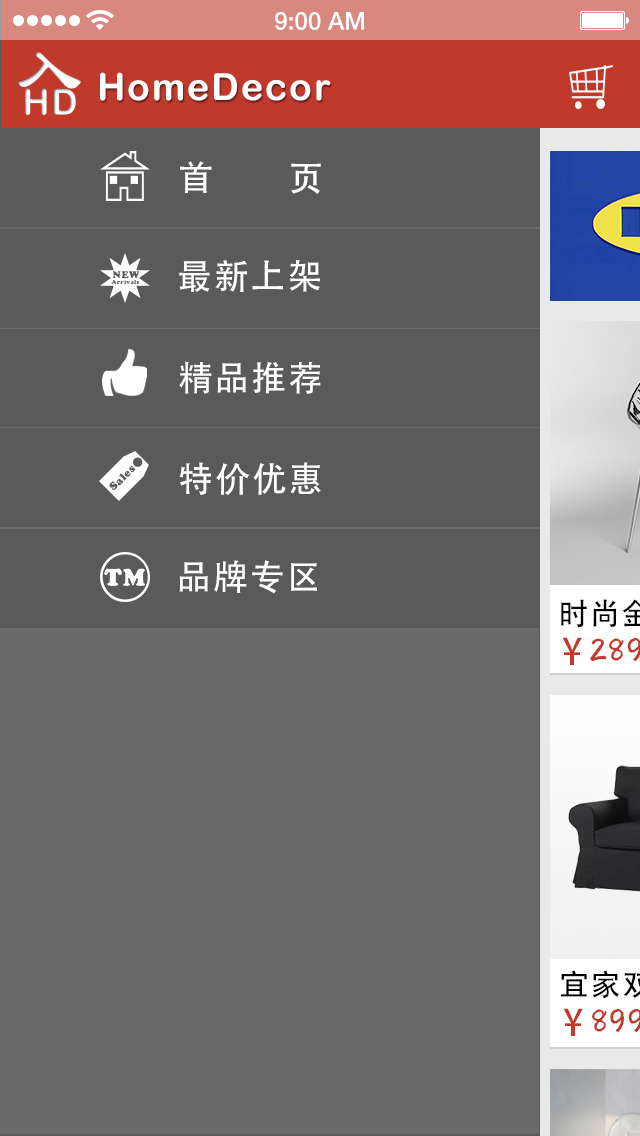 9:00 AM
HD HomeDecor
首 页
NEW
Arrivals
最新上架
精品推荐
Sales
特价优惠
TM
品牌专区
时尚金
￥289
宜家双
￥899